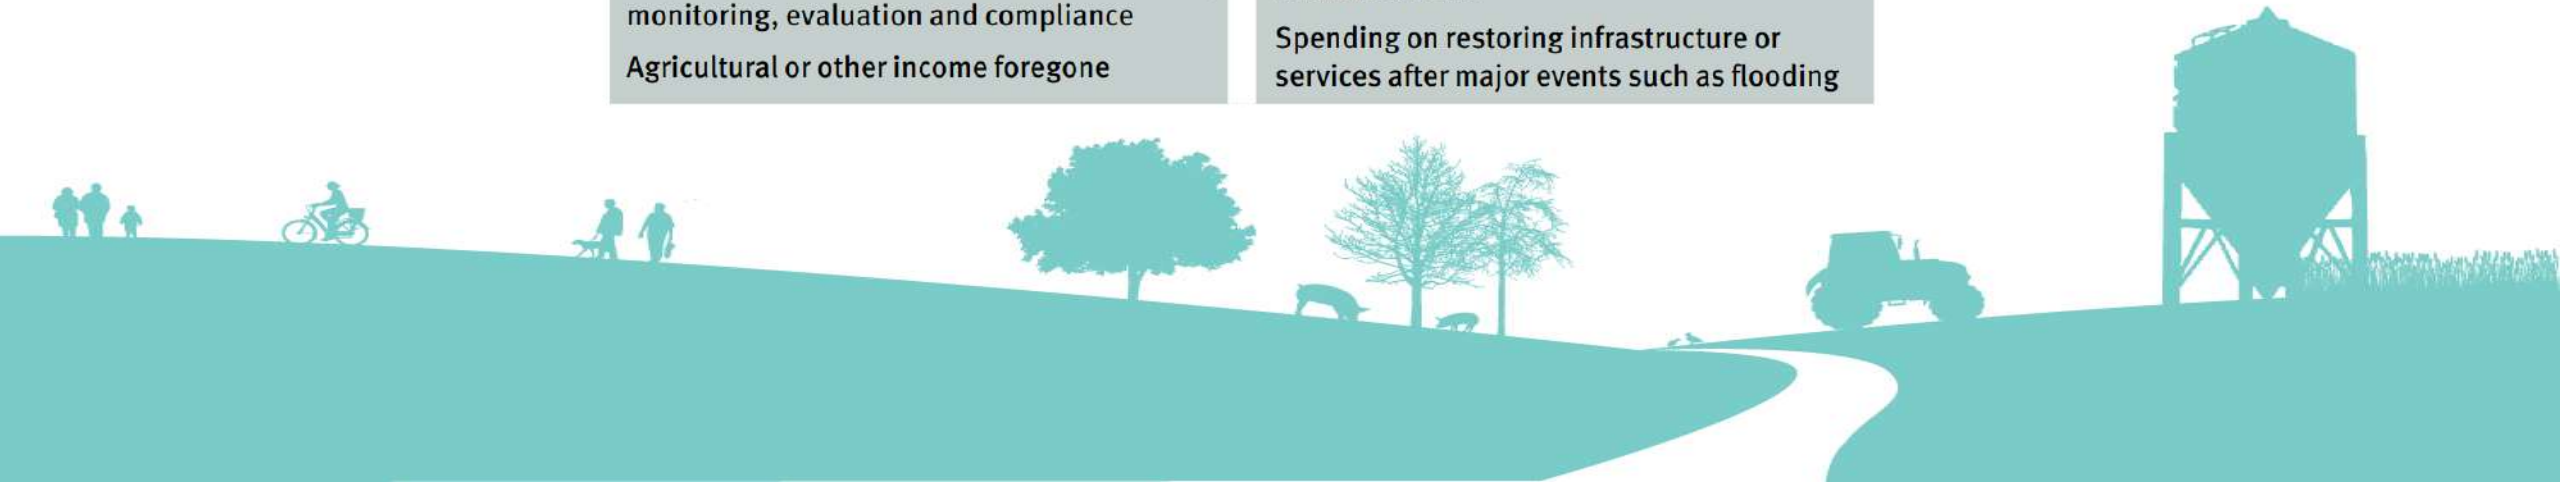 monitoring, evaluation and compliance
Agricultural or other income foregone
Spending on restoring infrastructure or
services after major events such as flooding